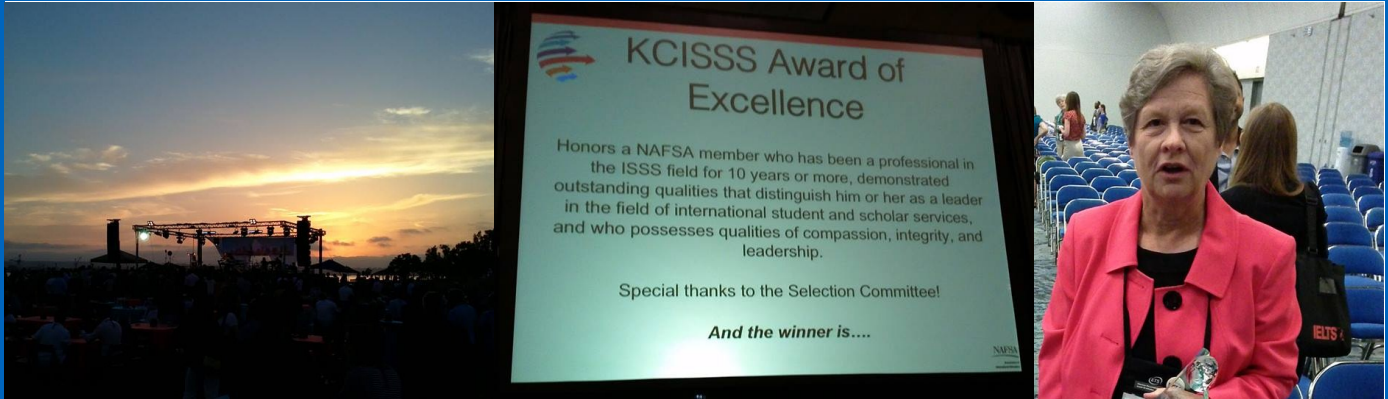 KCISSS Award of
Excellence
Honors a NAFSA member who has been a professional in
the ISSS field for 10 years or more, demonstrated
outstanding qualities that distinguish him or her as a leader
in the field of international student and scholar services,
and who possesses qualities of compassion, integrity, and
leadership.
Special thanks to the Selection Committee!
And the winner is....
NAFSA
IELTS